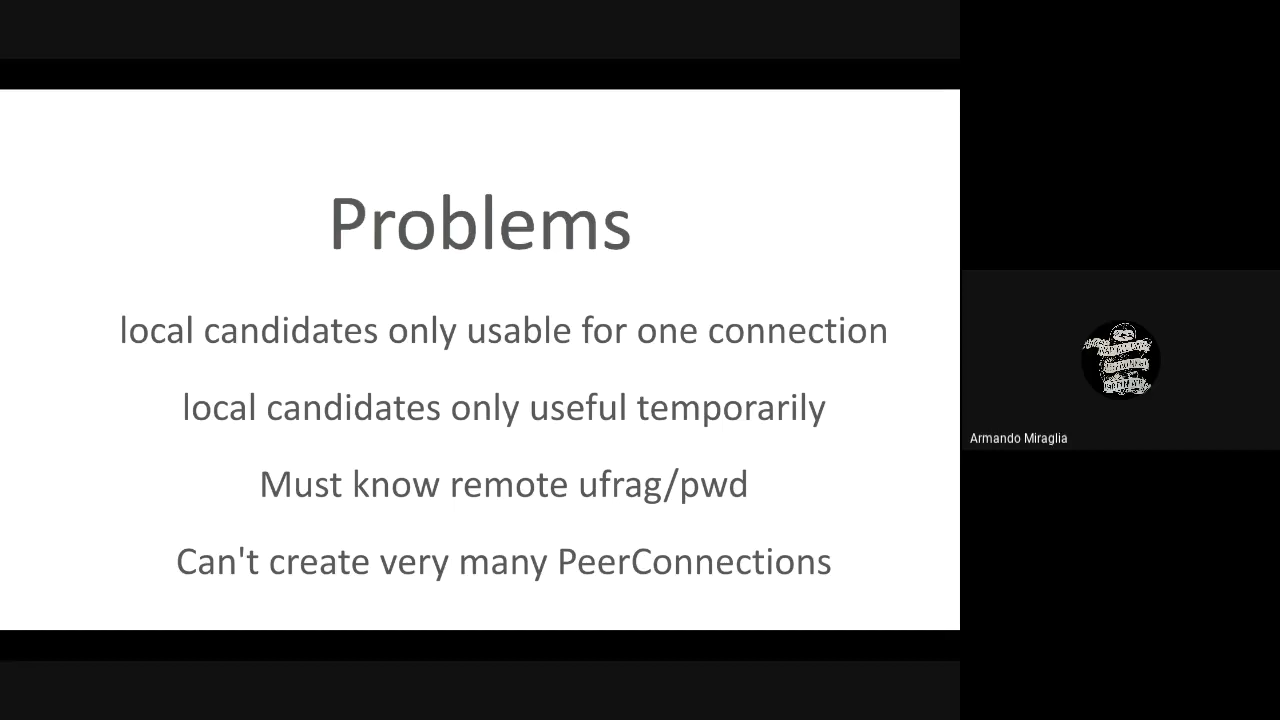 Problems
local candidates only usable for one connection
local candidates only useful temporarily
Must know remote ufrag/pwd
Can't create very many PeerConnections
Armando Miraglia